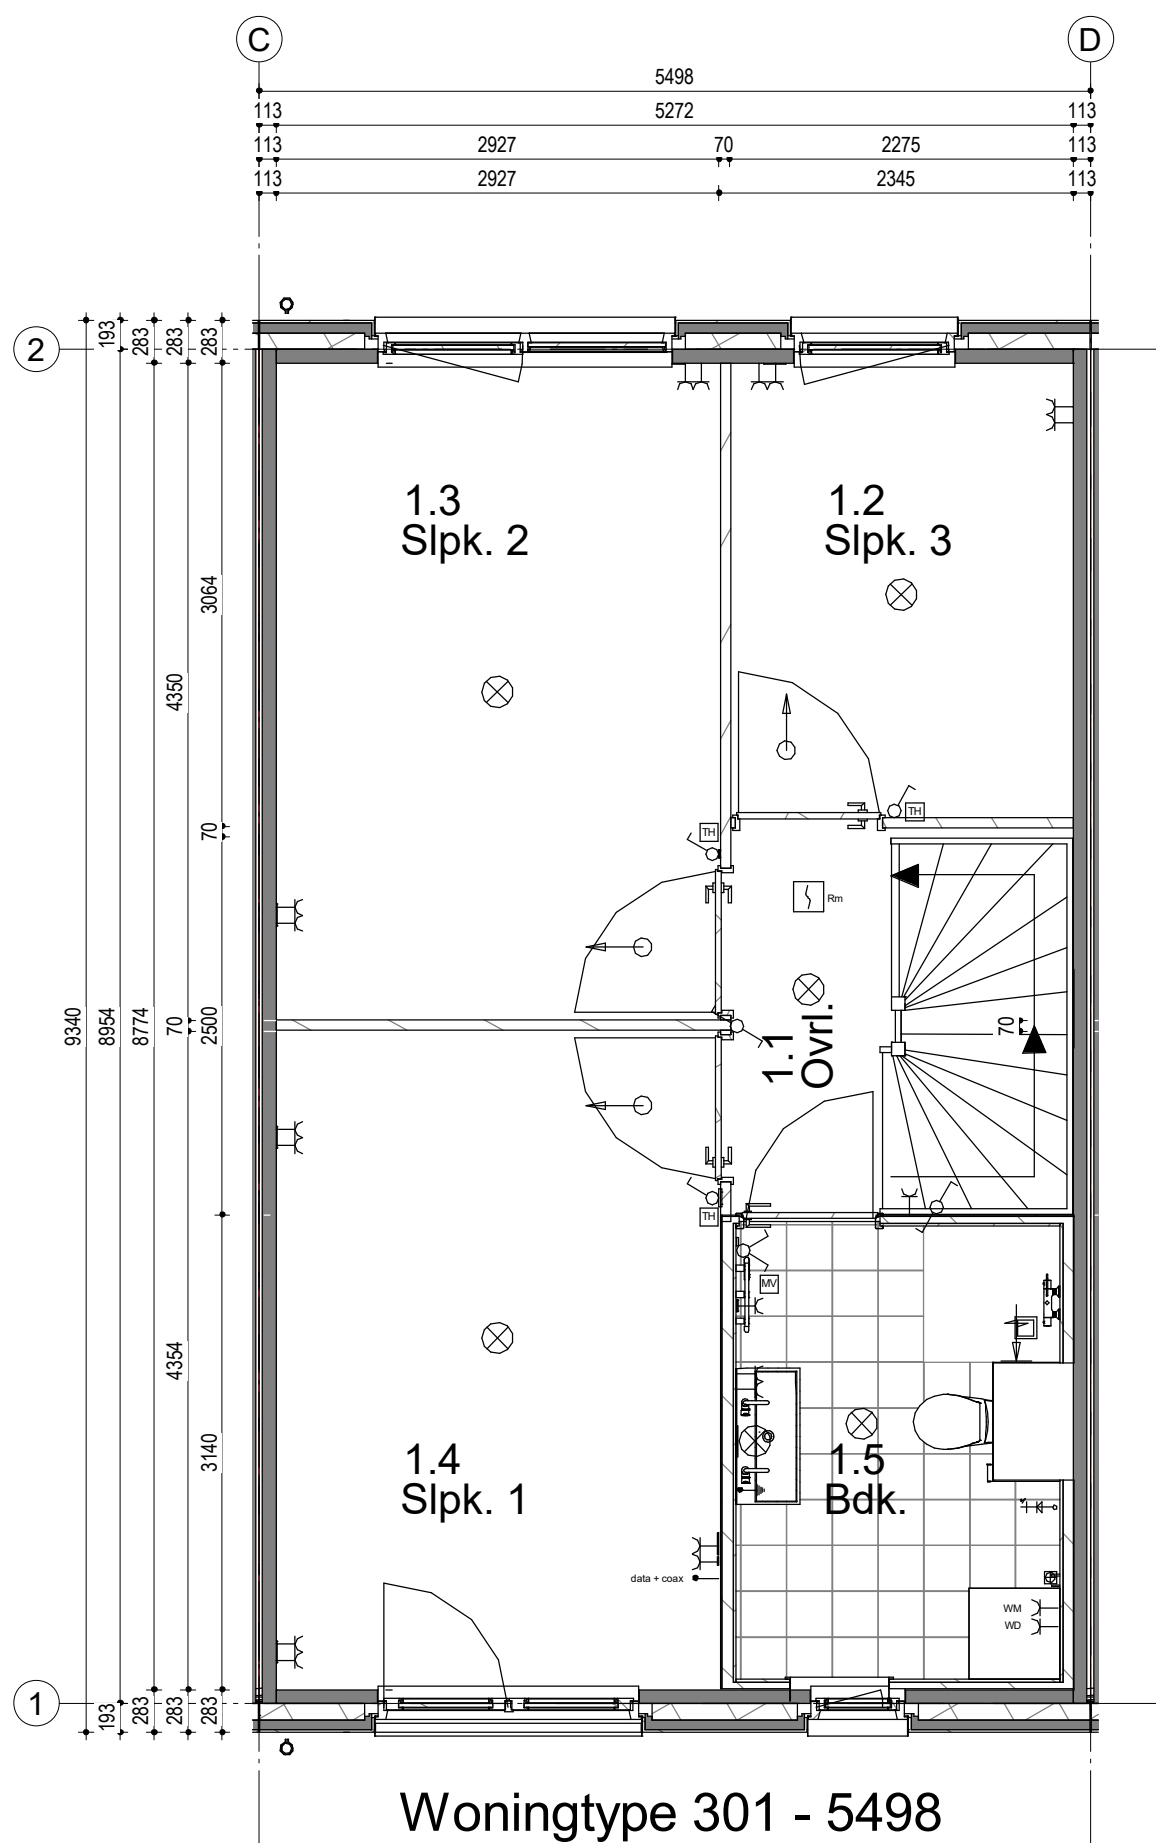 C D
5498
113 5272 113
113 2927 70 2275 113
113 2927 2345 113
2
193 283 283 283
1.3
Slpk. 2
1.2
Slpk. 3
3064
4350
70
TH
TH
Rm
9340 8954 8774 70 2500
70
1.1
Ovrl.
TH
MV
4354
3140
1.4
Slpk. 1
1.5
Bdk.
data + coax
WM
WD
1
193 283 283 283
Woningtype 301 - 5498